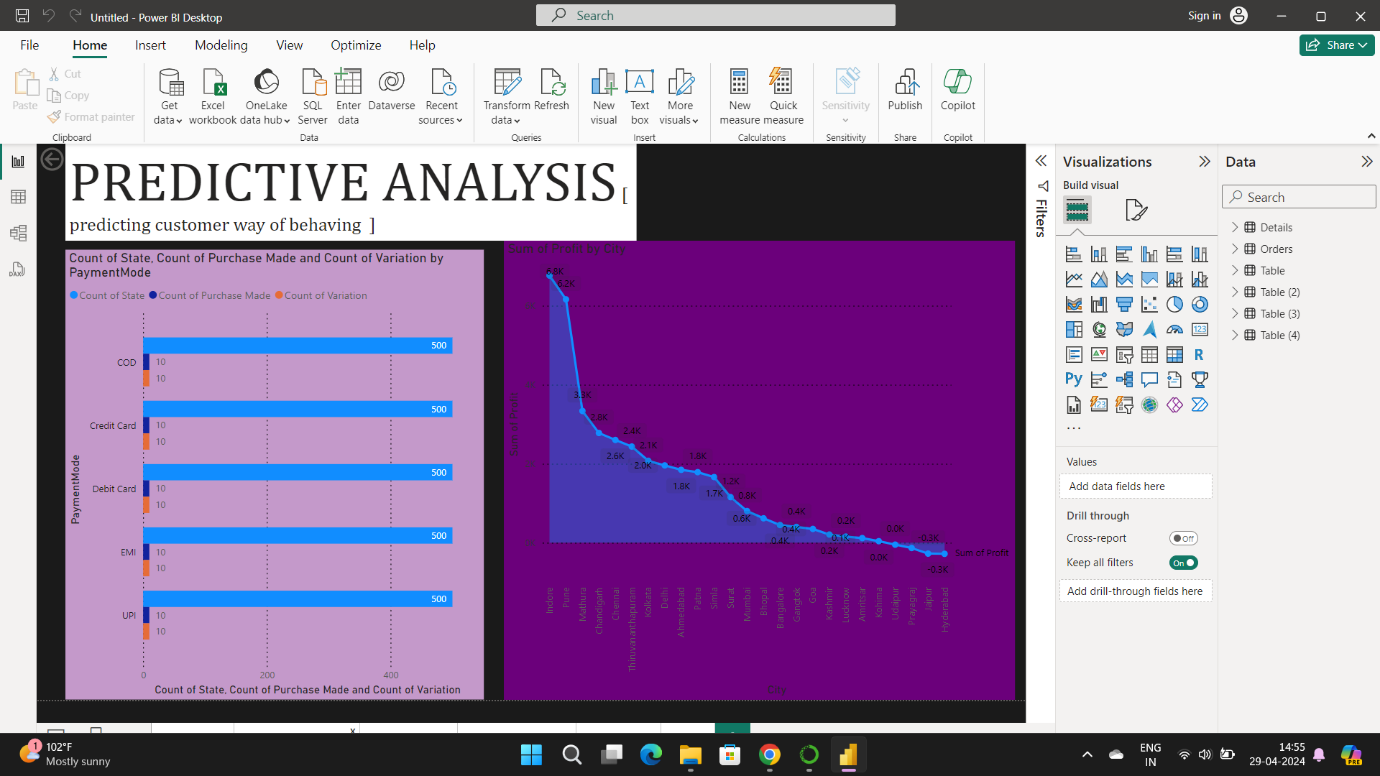 Untitled - Power BI Desktop
Search
Sign in
File Home Insert Modeling View Optimize Help
Share
Paste
Cut
Copy
Format painter
Get data
Excel workbook
OneLake data hub
SQL Server
Enter data
Dataverse
Recent sources
Transform data
Refresh
New visual
Text box
More visuals
New measure
Quick measure
Sensitivity
Publish
Copilot
Clipboard
Data
Queries
Insert
Calculations
Sensitivity
Share
Copilot
PREDICTIVE ANALYSIS [
predicting customer way of behaving ]
Count of State, Count of Purchase Made and Count of Variation by
PaymentMode
Count of State Count of Purchase Made Count of Variation
PaymentMode
COD
500
10
10
Credit Card
500
10
10
Debit Card
500
10
10
EMI
500
10
10
UPI
500
10
10
0 200 400
Count of State, Count of Purchase Made and Count of Variation
Sum of Profit by City
Sum of Profit
6.8K
6.2K
2.8K
2.6K
2.4K
2.1K
2.0K
1.8K
1.8K
1.7K
1.2K
0.8K
0.6K
0.4K
0.4K
0.4K
0.2K
0.2K
0.0K
0.0K
-0.3K
-0.3K
Sum of Profit
Indore
Pune
Mathura
Chandigarh
Chennai
Thiruvananthapuram
Kolkata
Delhi
Ahmedabad
Patna
Simla
Surat
Mumbai
Bhopal
Bangalore
Gangtok
Goa
Kashmir
Lucknow
Amritsar
Kohima
Udaipur
Prayagraj
Jaipur
Hyderabad
City
Filters
Visualizations
Build visual
123
R
Py
123
...
Values
Add data fields here
Drill through
Cross-report
Off
Keep all filters
On
Add drill-through fields here
Data
Search
Details
Orders
Table
Table (2)
Table (3)
Table (4)
1
102°F
Mostly sunny
ENG
IN
14:55
29-04-2024
PRE